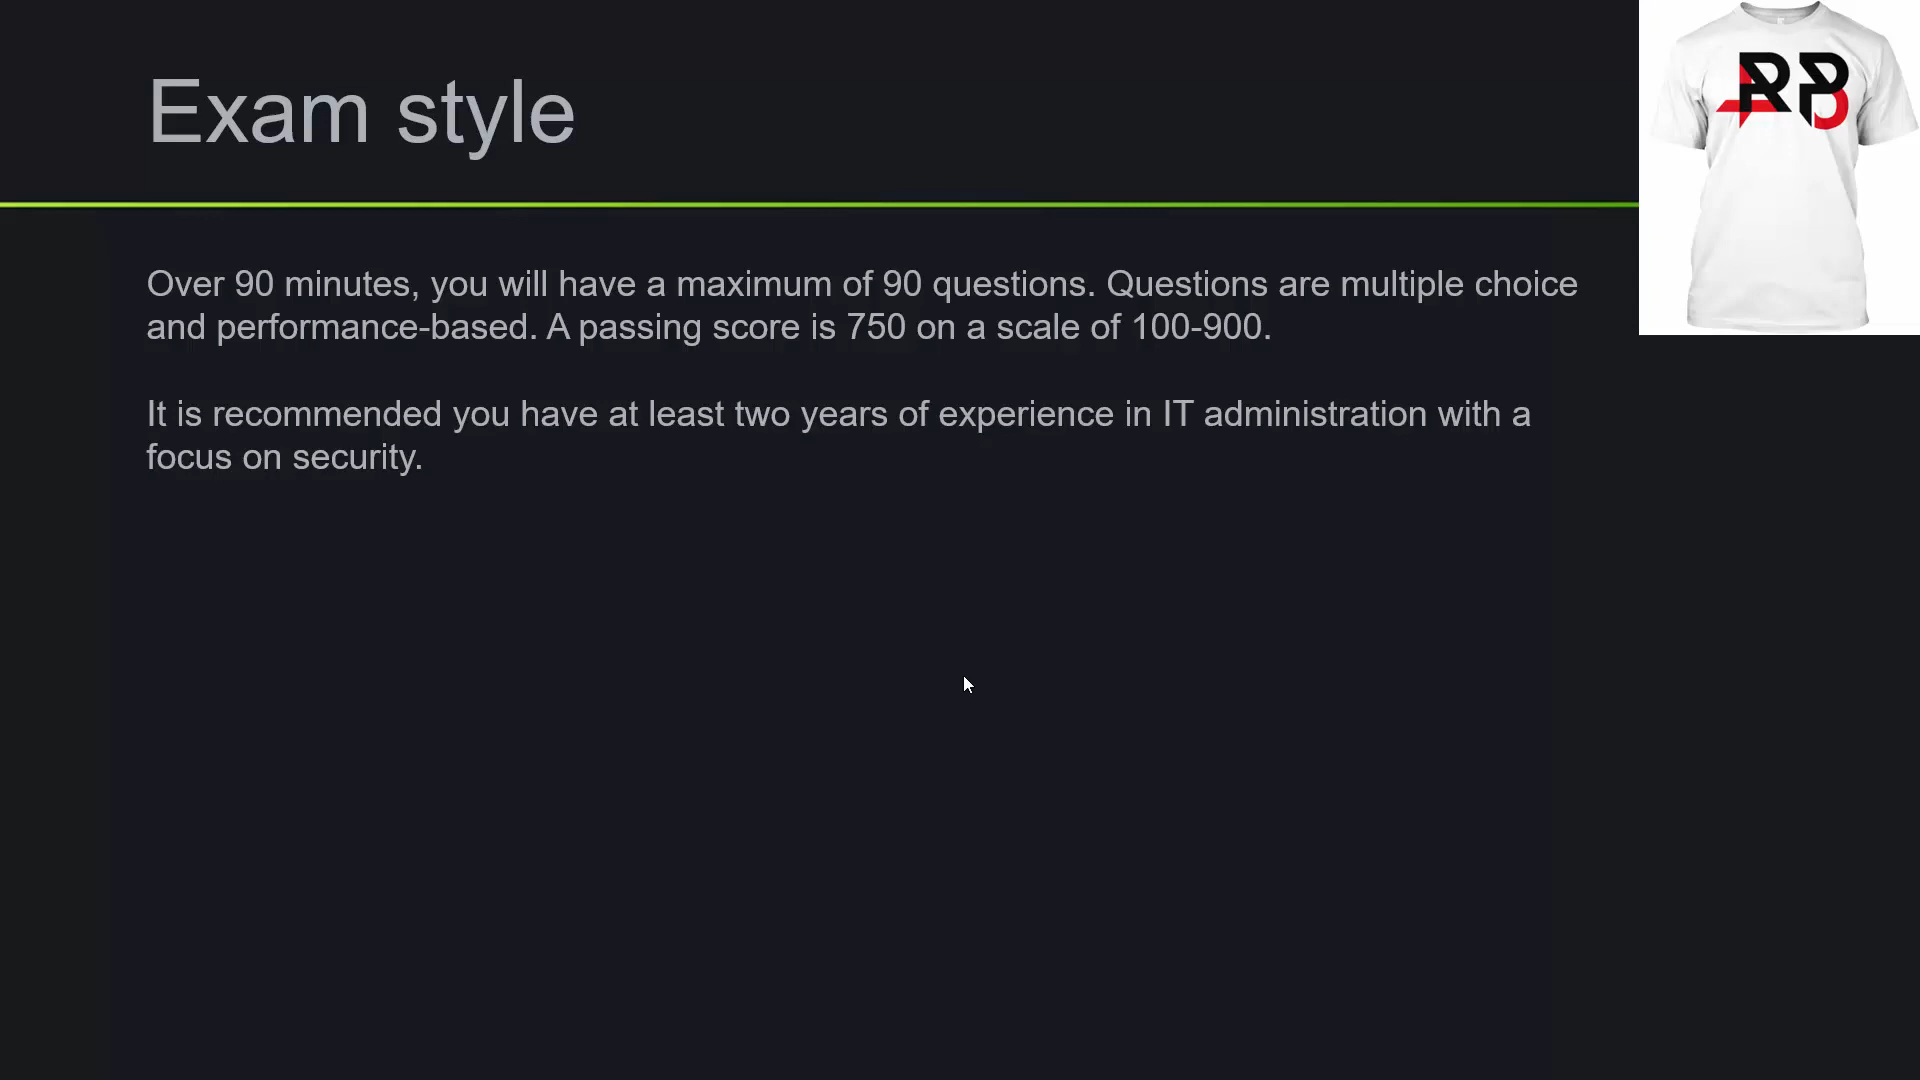 Exam style
RB
Over 90 minutes, you will have a maximum of 90 questions. Questions are multiple choice
and performance-based. A passing score is 750 on a scale of 100-900.
It is recommended you have at least two years of experience in IT administration with a
focus on security.